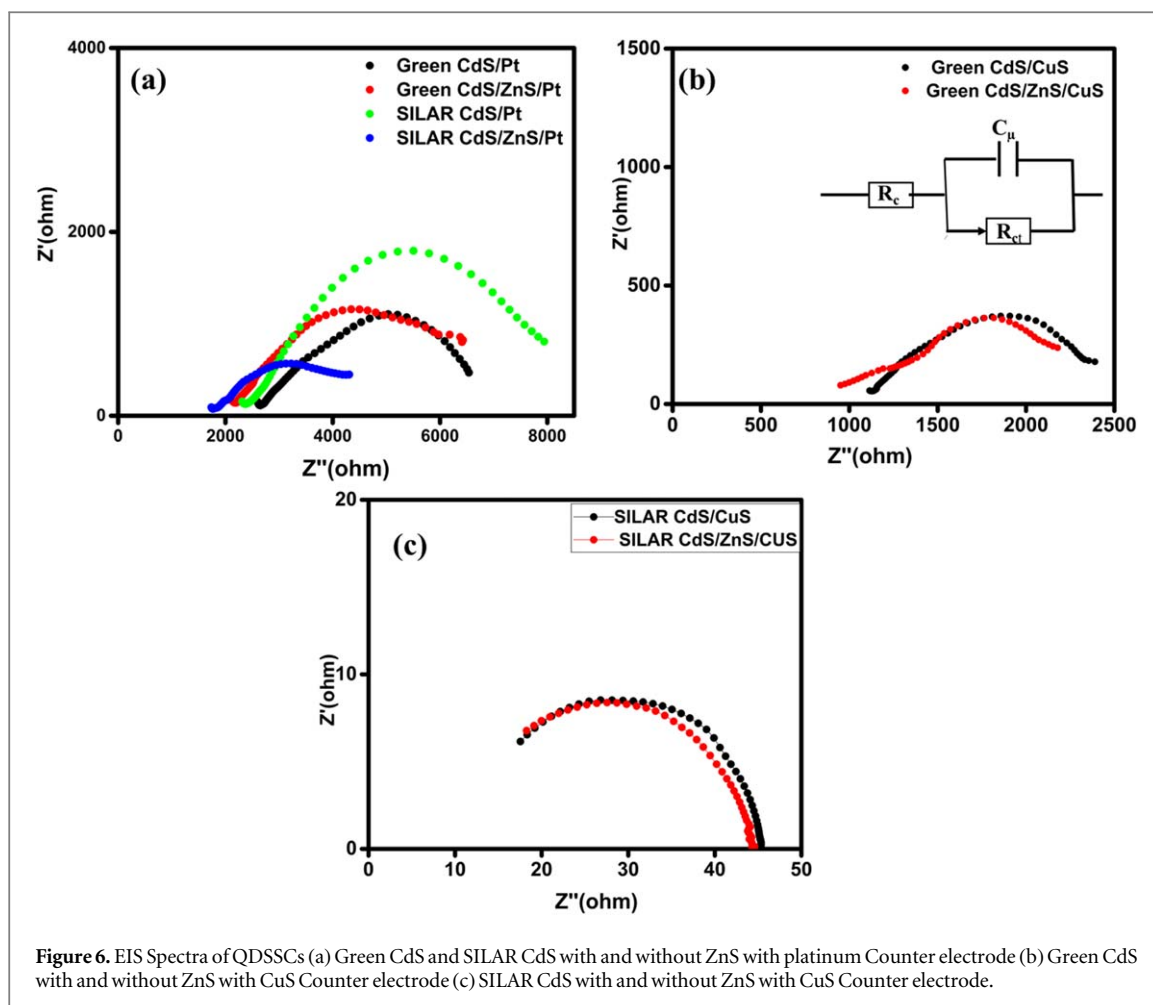 (a)
Green CdS/Pt
Green CdS/ZnS/Pt
SILAR CdS/Pt
SILAR CdS/ZnS/Pt
4000
2000
0
Z'(ohm)
0 2000 4000 6000 8000
Z''(ohm)
(b)
Green CdS/CuS
Green CdS/ZnS/CuS
Cμ
Rc
Rct
1500
1000
500
0
Z'(ohm)
0 500 1000 1500 2000 2500
Z''(ohm)
(c)
SILAR CdS/CuS
SILAR CdS/ZnS/CUS
20
10
0
Z'(ohm)
0 10 20 30 40 50
Z''(ohm)
Figure 6. EIS Spectra of QDSSCs (a) Green CdS and SILAR CdS with and without ZnS with platinum Counter electrode (b) Green CdS
with and without ZnS with CuS Counter electrode (c) SILAR CdS with and without ZnS with CuS Counter electrode.